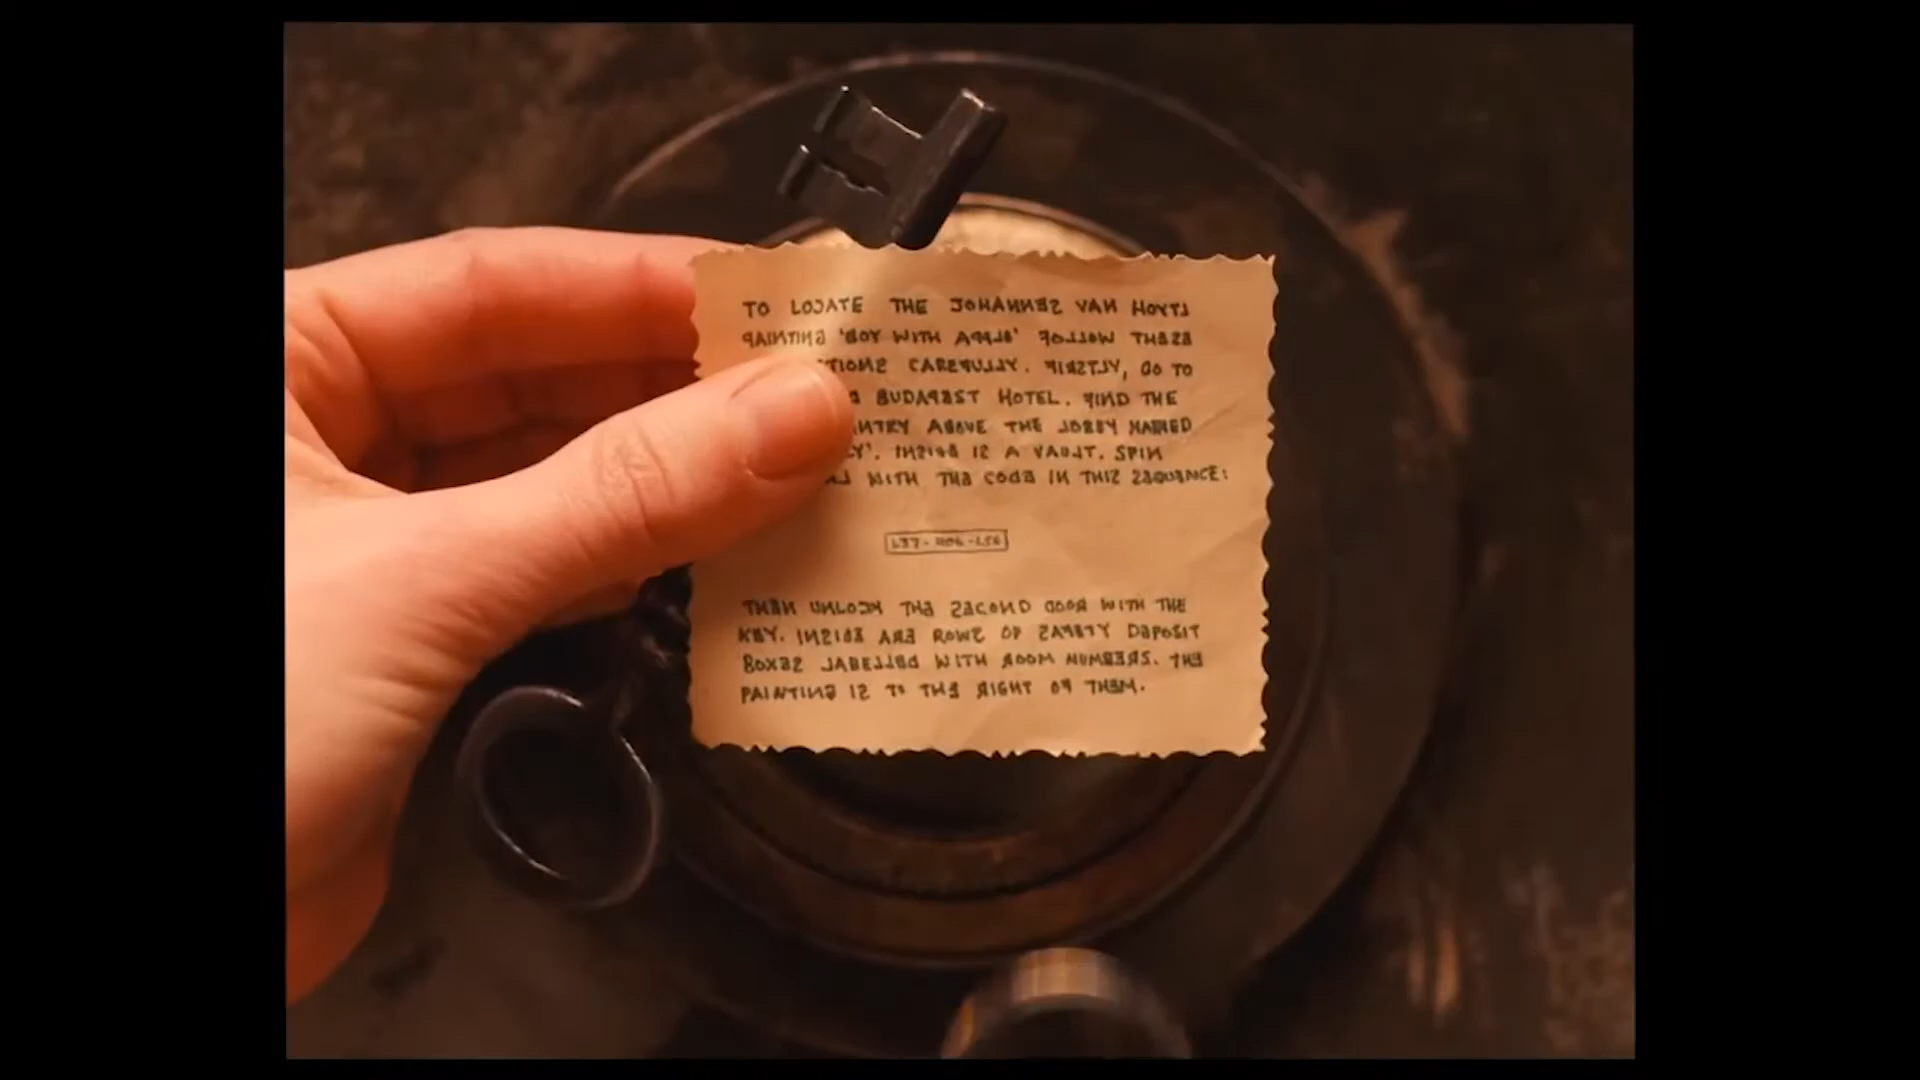 TO LOCATE THE JOHANNES VAN HOYTL
PAINTING 'BOY WITH APPLE' FOLLOW THESE
TIONS CAREFULLY. FIRSTLY, GO TO
BUDAPEST HOTEL. FIND THE
NTRY ABOVE THE LOBBY NAMED
Y'. INSIDE IS A VAULT. SPIN
WITH THE CODE IN THIS SEQUENCE:
THEN UNLOCK THE SECOND DOOR WITH THE
KEY. INSIDE ARE ROWS OF SAFETY DEPOSIT
BOXES LABELLED WITH ROOM NUMBERS. THE
PAINTING IS TO THE RIGHT OF THEM.